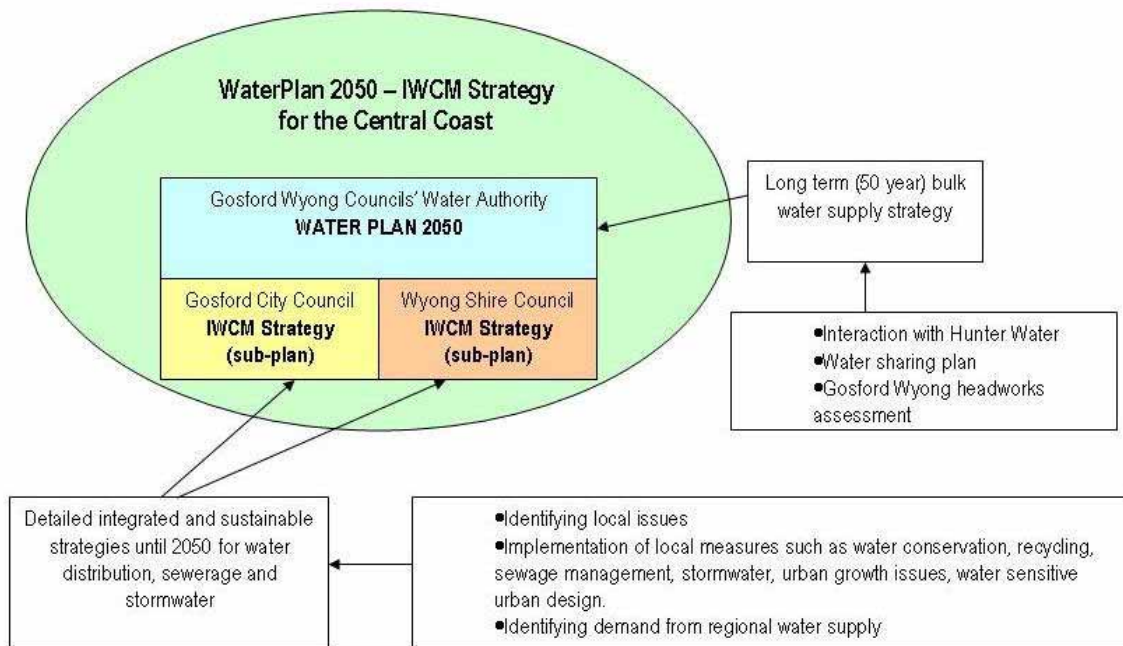 WaterPlan 2050 – IWCM Strategy
for the Central Coast
Gosford Wyong Councils' Water Authority
WATER PLAN 2050
Gosford City Council
IWCM Strategy
(sub-plan)
Wyong Shire Council
IWCM Strategy
(sub-plan)
Long term (50 year) bulk
water supply strategy
●Interaction with Hunter Water
●Water sharing plan
●Gosford Wyong headworks
assessment
Detailed integrated and sustainable
strategies until 2050 for water
distribution, sewerage and
stormwater
●Identifying local issues
●Implementation of local measures such as water conservation, recycling,
sewage management, stormwater, urban growth issues, water sensitive
urban design.
●Identifying demand from regional water supply